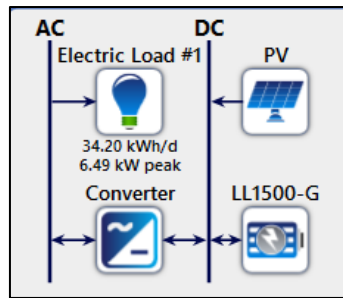 AC DC
Electric Load #1 PV
34.20 kWh/d
6.49 kW peak
Converter LL1500-G